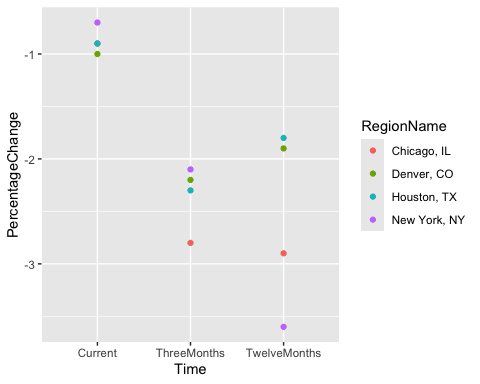 -1
-2
-3
PercentageChange
Current
ThreeMonths
TwelveMonths
Time
RegionName
Chicago, IL
Denver, CO
Houston, TX
New York, NY